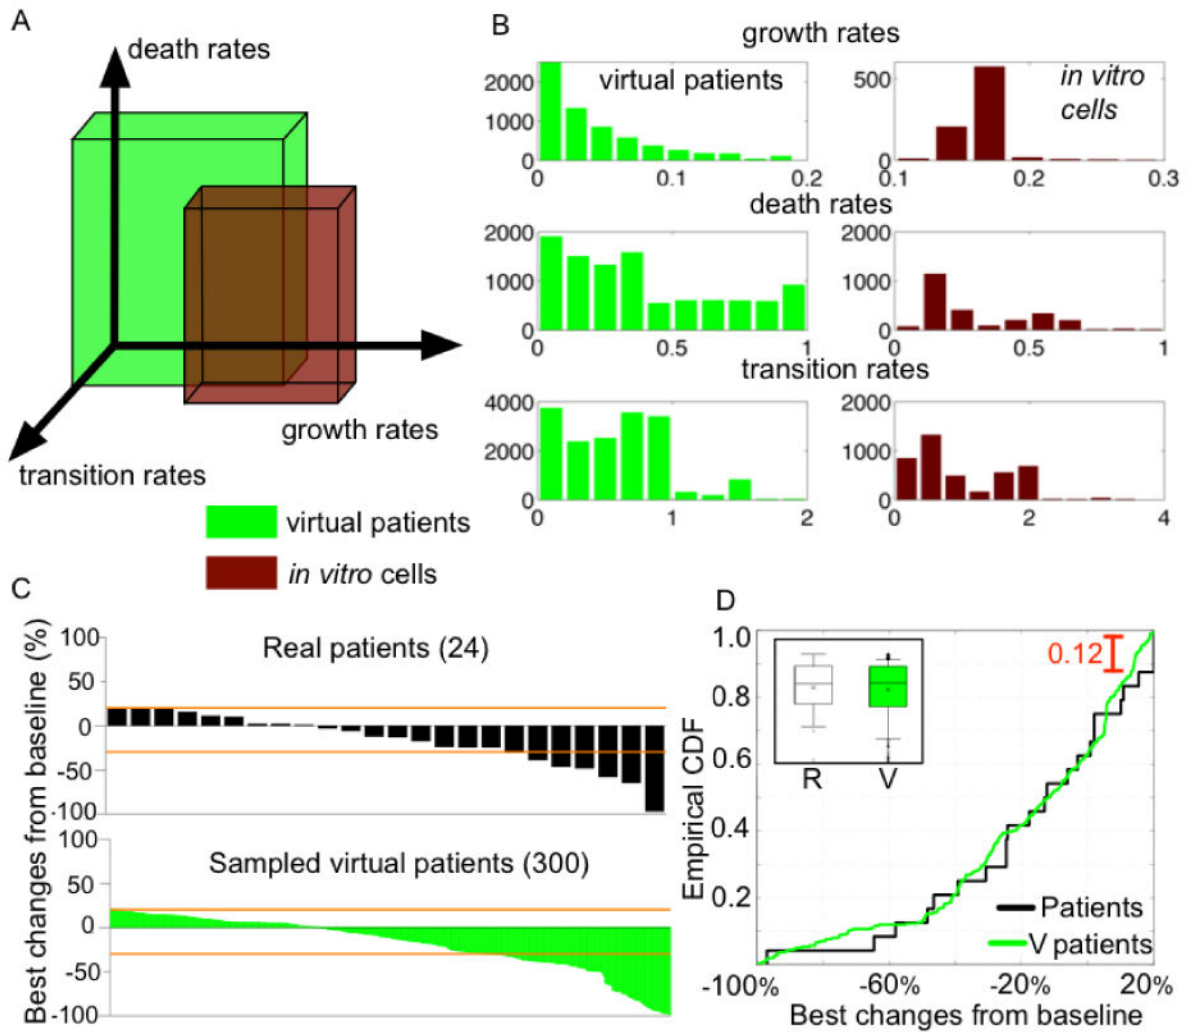 A
death rates
growth rates
transition rates
virtual patients
in vitro cells
B
growth rates
virtual patients
in vitro
cells
2000
1000
0
0
0.1
0.2
500
0
0.1
0.2
0.3
death rates
2000
1000
0
0
0.5
1
2000
1000
0
0
0.5
1
transition rates
4000
2000
0
0
1
2
2000
1000
0
0
2
4
C
Best changes from baseline (%)
Real patients (24)
100
50
0
-50
-100
Sampled virtual patients (300)
100
50
0
-50
-100
D
Empirical CDF
1.0
0.8
0.6
0.4
0.2
0.12
R
V
Patients
V patients
-100%
-60%
-20%
20%
Best changes from baseline